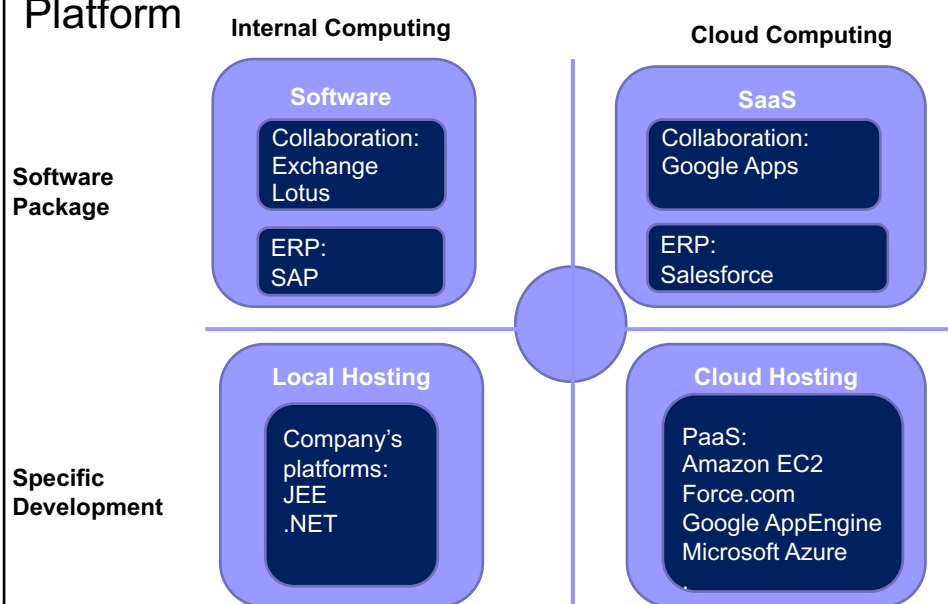 Platform
Internal Computing
Cloud Computing
Software
Package
Software
Collaboration:
Exchange
Lotus
ERP:
SAP
SaaS
Collaboration:
Google Apps
ERP:
Salesforce
Specific
Development
Local Hosting
Company’s
platforms:
JEE
.NET
Cloud Hosting
PaaS:
Amazon EC2
Force.com
Google AppEngine
Microsoft Azure
.